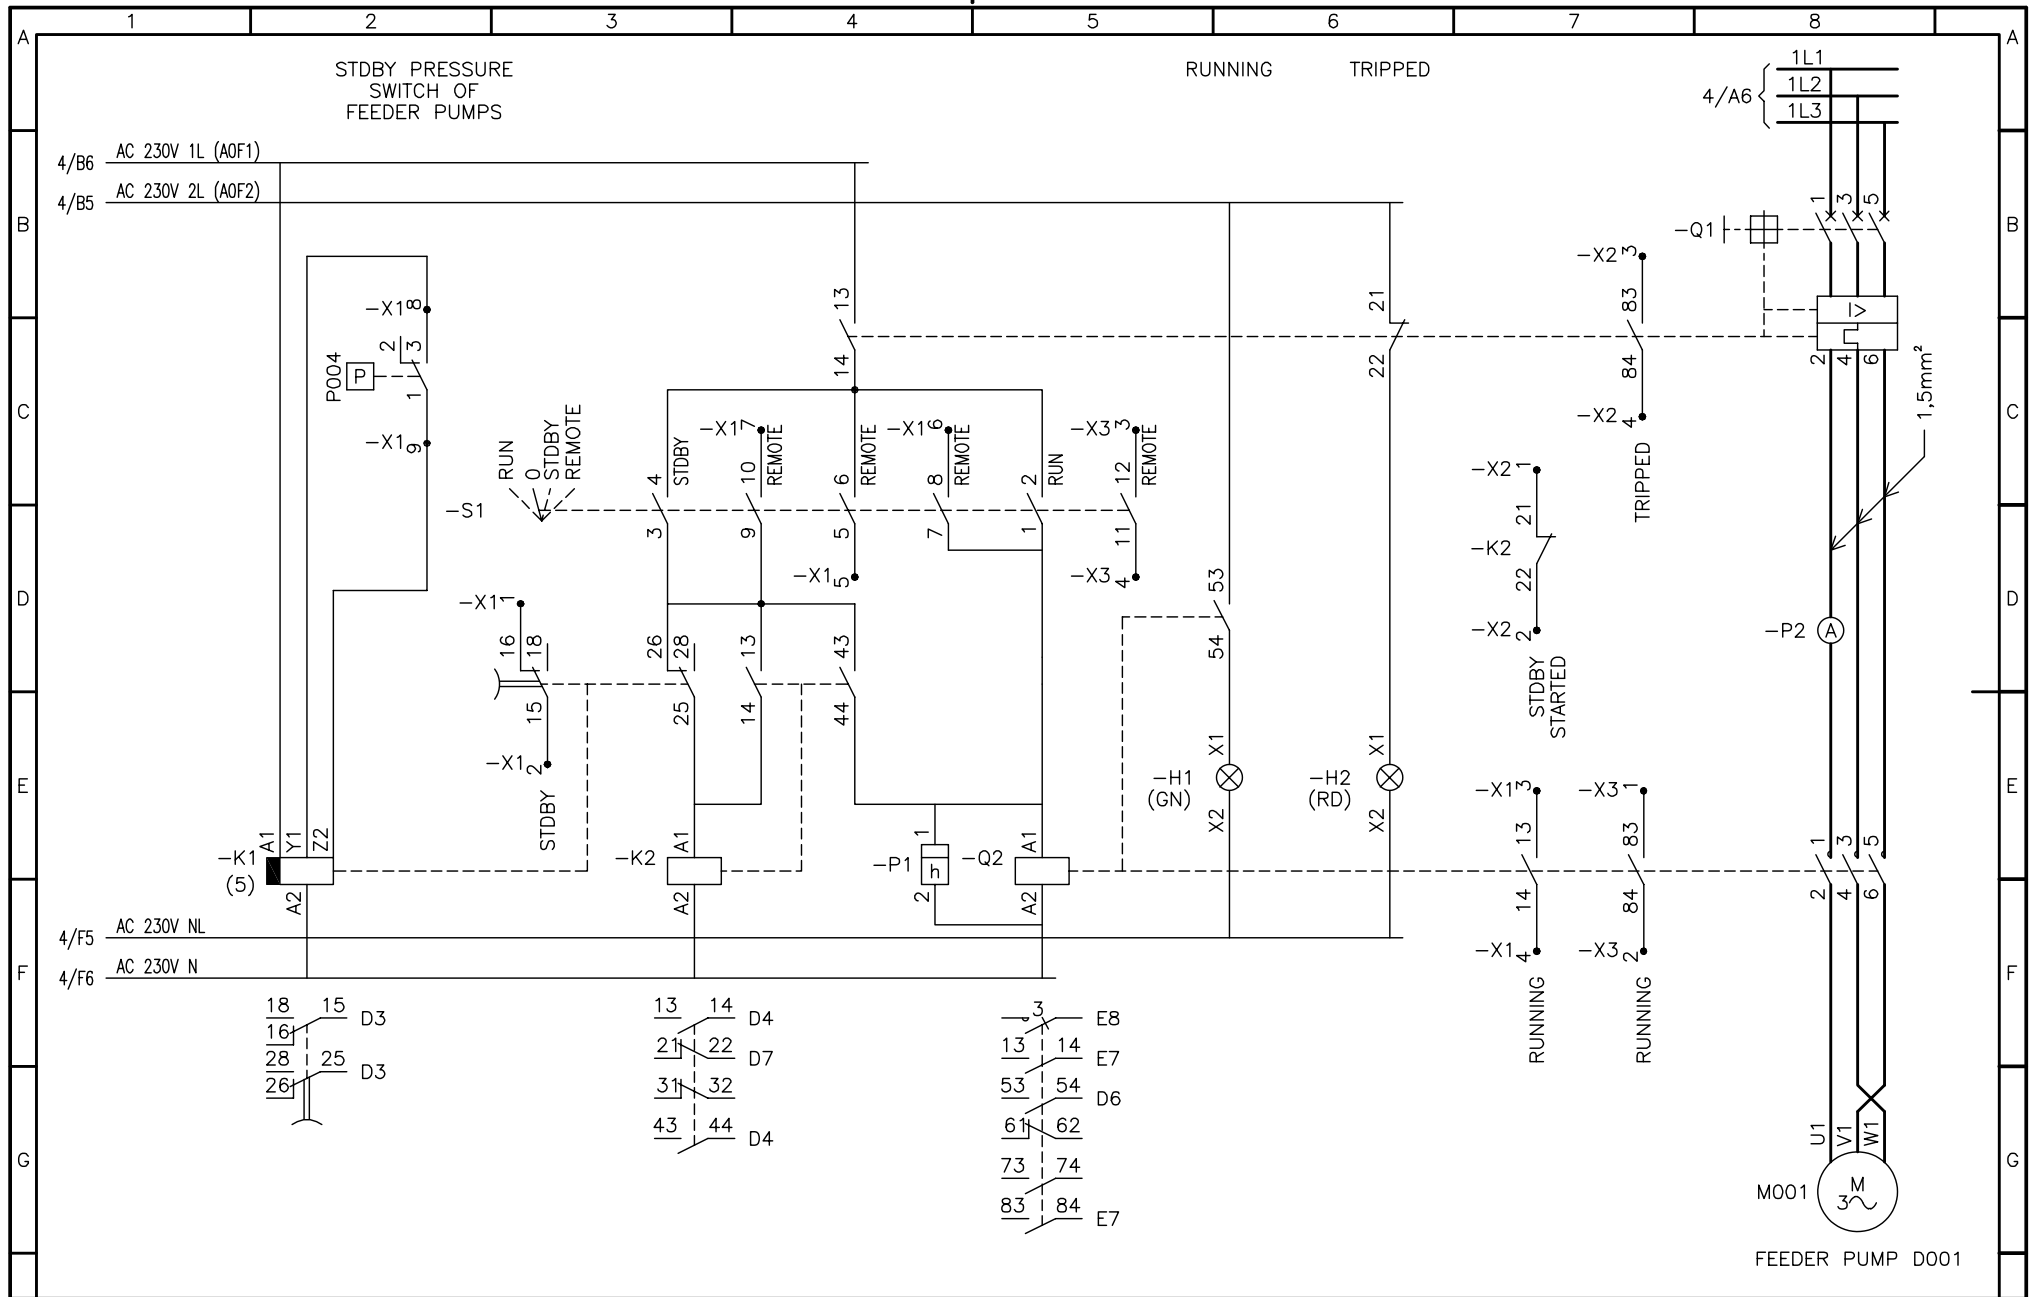 1 2 3 4 5 6 7 8
A A
STDBY PRESSURE
SWITCH OF
FEEDER PUMPS
RUNNING TRIPPED
4/A6
1L1
1L2
1L3
4/B6 AC 230V 1L (A0F1)
4/B5 AC 230V 2L (A0F2)
B B
-Q1
1 3 5
I>
2 4 6
1,5mm²
-X1 8
P004
P
2 3
1
-X1 9
13
14
21
22
-X2 3
83
84
-X2 4
TRIPPED
C C
RUN
0
STDBY
REMOTE
-S1
4 STDBY
3
-X1 7
10 REMOTE
9
6 REMOTE
5
-X1 5
-X1 6
8 REMOTE
7
2 RUN
1
-X3 3
12 REMOTE
11
-X3 4
-X2 1
21
-K2
22
-X2 2
STDBY
STARTED
D D
-X1 1
16 18
15
-X1 2
STDBY
26 28
25
13
14
43
44
53
54
-P2 A
E E
-K1
(5)
A1 Y1 Z2
A2
-K2
A1
A2
-P1
1
h
2
-Q2
A1
A2
-H1
(GN)
X1
X2
-H2
(RD)
X1
X2
-X1 3
13
14
-X1 4
RUNNING
-X3 1
83
84
-X3 2
RUNNING
1 3 5
2 4 6
F F
4/F5 AC 230V NL
4/F6 AC 230V N
18 15 D3
16
28 25 D3
26
13 14 D4
21 22 D7
31 32
43 44 D4
3 E8
13 14 E7
53 54 D6
61 62
73 74
83 84 E7
G G
U1 V1 W1
M001
M
3~
FEEDER PUMP D001